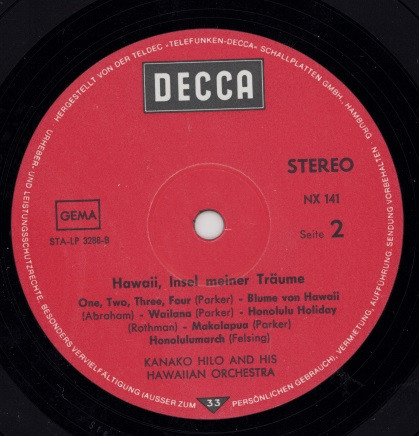 HERGESTELLT VON DER TELDEC »TELEFUNKEN-DECCA« SCHALLPLATTEN GMBH., HAMBURG
DECCA
STEREO
NX 141
GEMA
STA-LP 3298-B
Seite 2
Hawaii, Insel meiner Träume
One, Two, Three, Four (Parker) - Blume von Hawaii
(Abraham) - Wailana (Parker) - Honolulu Holiday
(Rothman) - Makalapua (Parker)
Honolulumarch (Felsing)
KANAKO HILO AND HIS
HAWAIIAN ORCHESTRA
33
URHEBER- UND LEISTUNGSSCHUTZRECHTE, BESONDERS VERVIELFÄLTIGUNG (AUSSER ZUM PERSÖNLICHEN GEBRAUCH), VERMIETUNG, AUFFÜHRUNG, SENDUNG VORBEHALTEN.